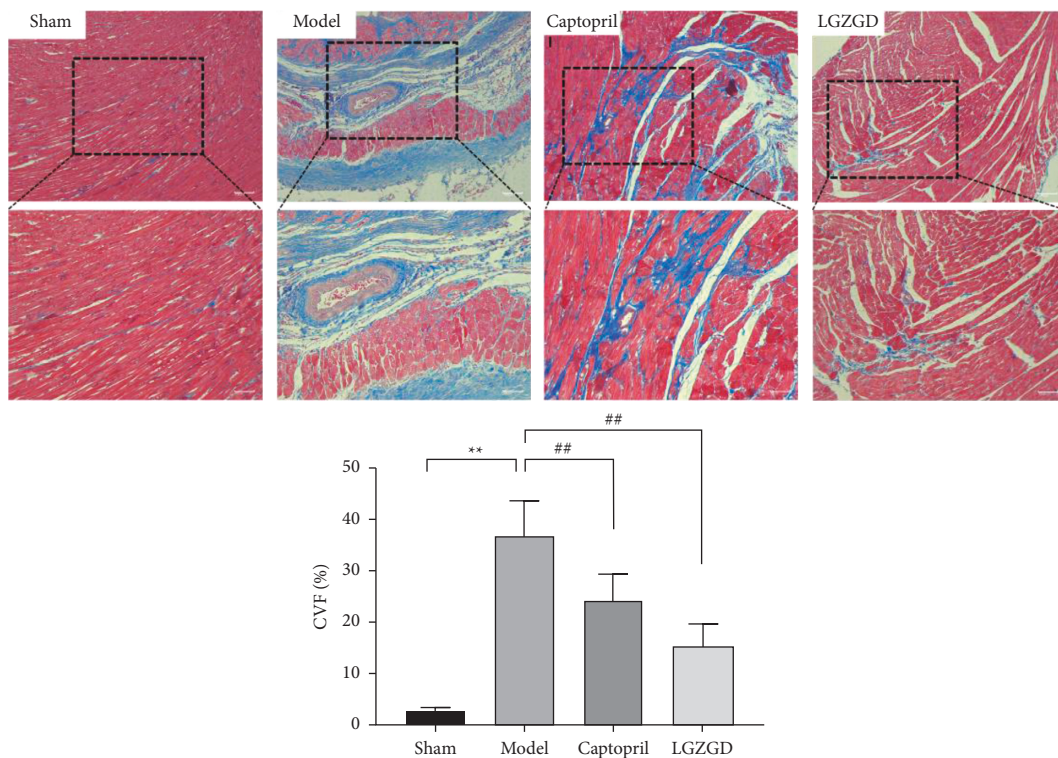 Sham
Model
Captopril
LGZGD
##
** ##
50
40
30
20
10
0
CVF (%)
Sham Model Captopril LGZGD